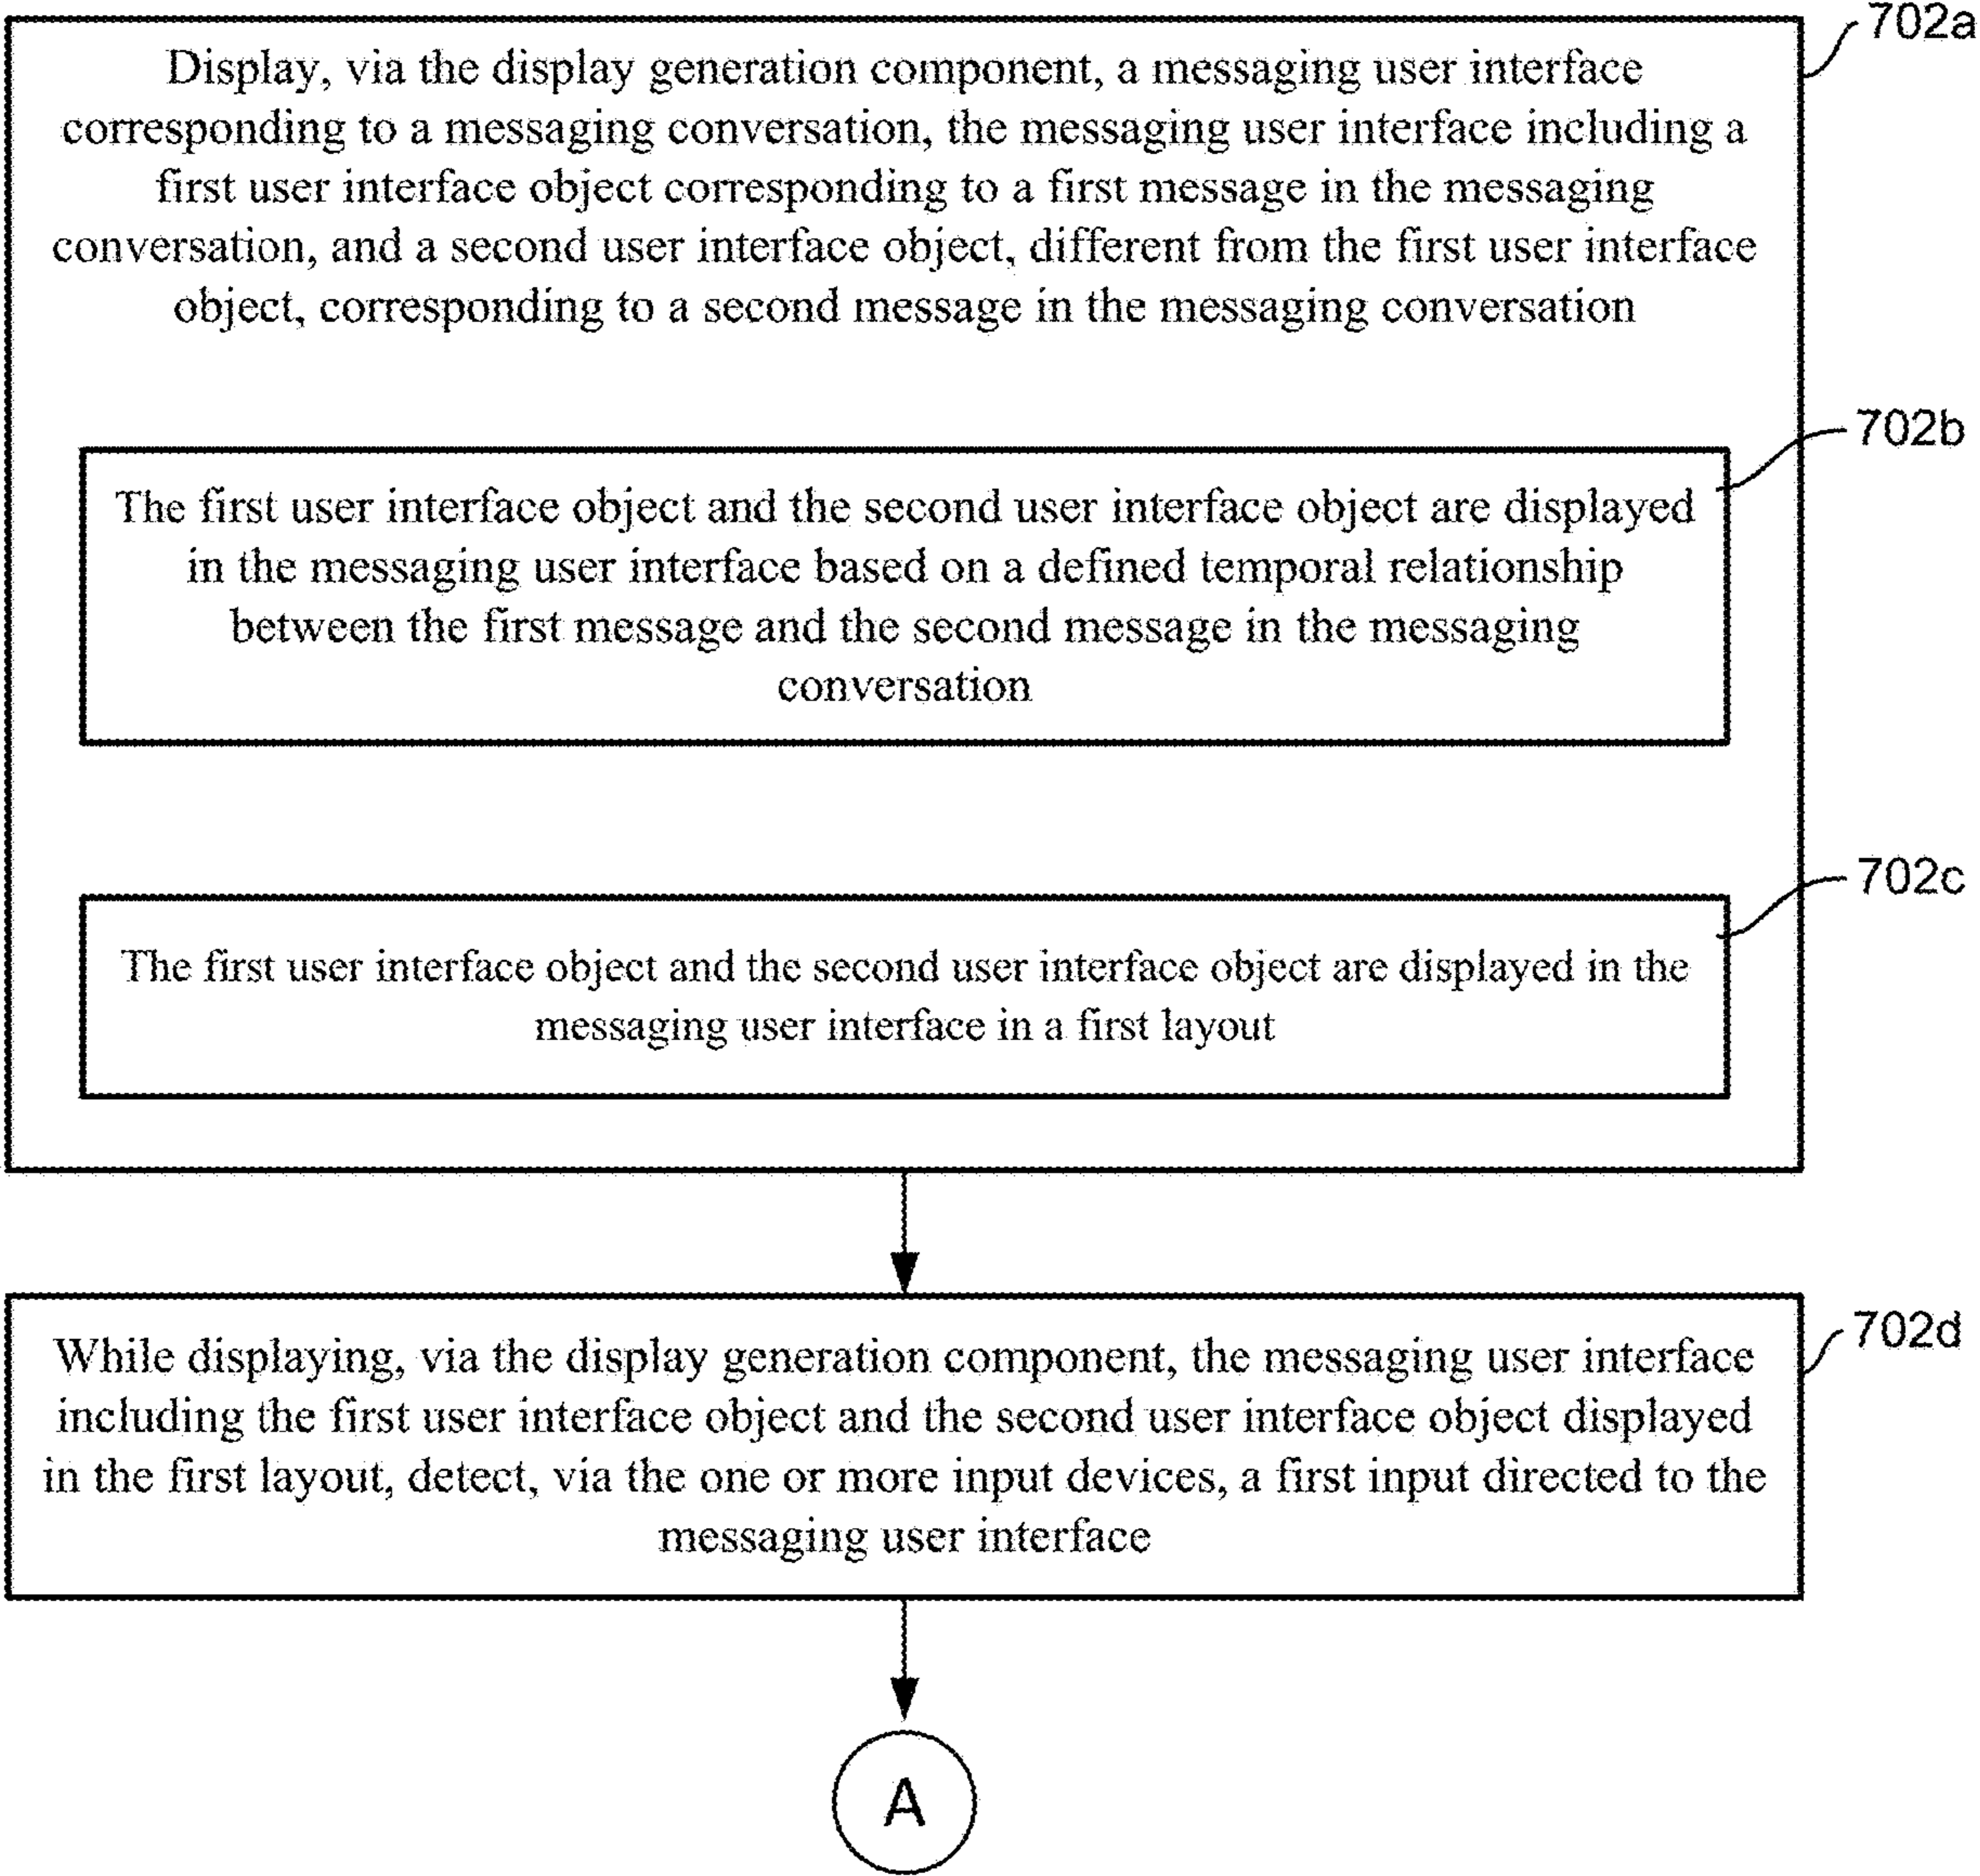 702a
Display, via the display generation component, a messaging user interface
corresponding to a messaging conversation, the messaging user interface including a
first user interface object corresponding to a first message in the messaging
conversation, and a second user interface object, different from the first user interface
object, corresponding to a second message in the messaging conversation
702b
The first user interface object and the second user interface object are displayed
in the messaging user interface based on a defined temporal relationship
between the first message and the second message in the messaging
conversation
702c
The first user interface object and the second user interface object are displayed in the
messaging user interface in a first layout
702d
While displaying, via the display generation component, the messaging user interface
including the first user interface object and the second user interface object displayed
in the first layout, detect, via the one or more input devices, a first input directed to the
messaging user interface
A